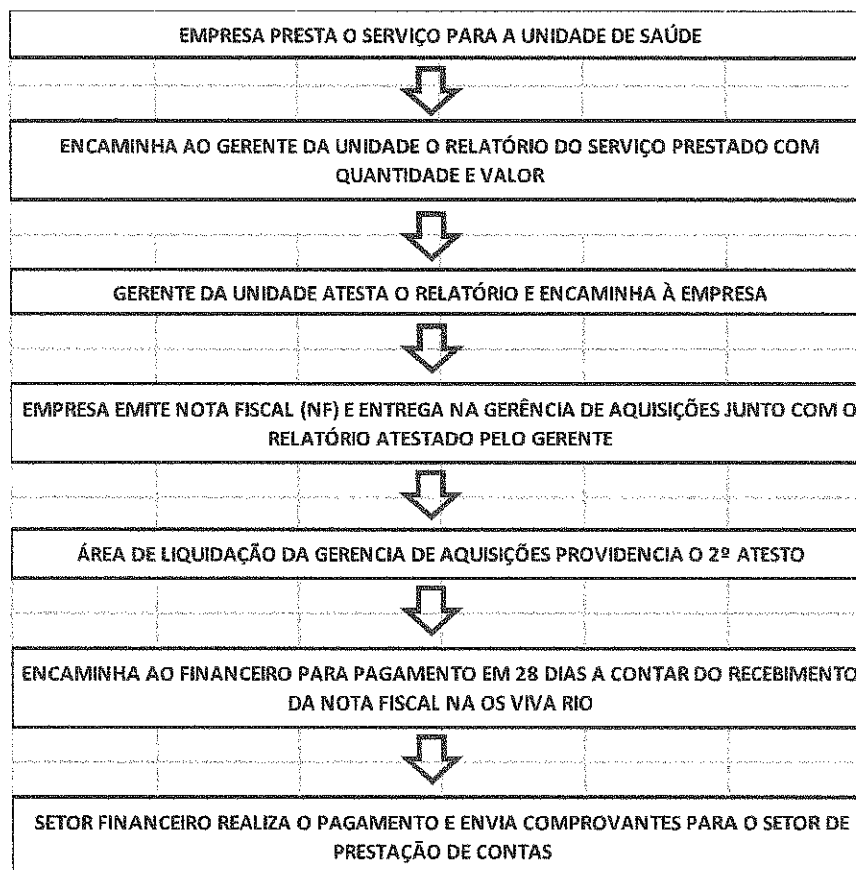 EMPRESA PRESTA O SERVIÇO PARA A UNIDADE DE SAÚDE
ENCAMINHA AO GERENTE DA UNIDADE O RELATÓRIO DO SERVIÇO PRESTADO COM
QUANTIDADE E VALOR
GERENTE DA UNIDADE ATESTA O RELATÓRIO E ENCAMINHA À EMPRESA
EMPRESA EMITE NOTA FISCAL (NF) E ENTREGA NA GERÊNCIA DE AQUISIÇÕES JUNTO COM O
RELATÓRIO ATESTADO PELO GERENTE
ÁREA DE LIQUIDAÇÃO DA GERENCIA DE AQUISIÇÕES PROVIDENCIA O 2º ATESTO
ENCAMINHA AO FINANCEIRO PARA PAGAMENTO EM 28 DIAS A CONTAR DO RECEBIMENTO
DA NOTA FISCAL NA OS VIVA RIO
SETOR FINANCEIRO REALIZA O PAGAMENTO E ENVIA COMPROVANTES PARA O SETOR DE
PRESTAÇÃO DE CONTAS